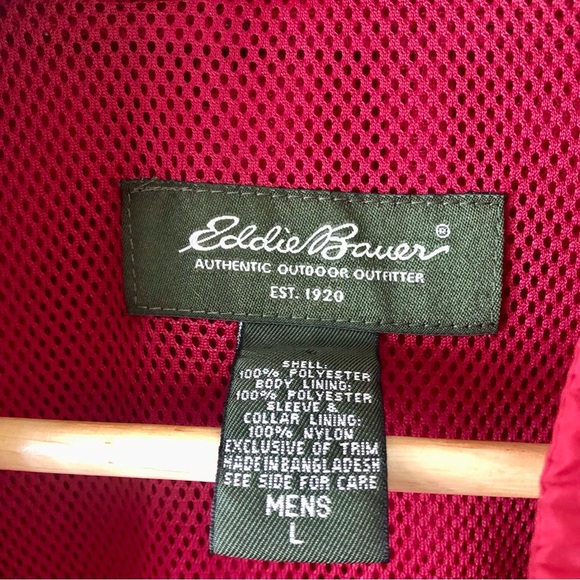 Eddie Bauer®
AUTHENTIC OUTDOOR OUTFITTER
EST. 1920
SHELL:
100% POLYESTER
BODY LINING:
100% POLYESTER
SLEEVE &
COLLAR LINING:
100% NYLON
EXCLUSIVE OF TRIM
MADE IN BANGLADESH
SEE SIDE FOR CARE
MENS
L